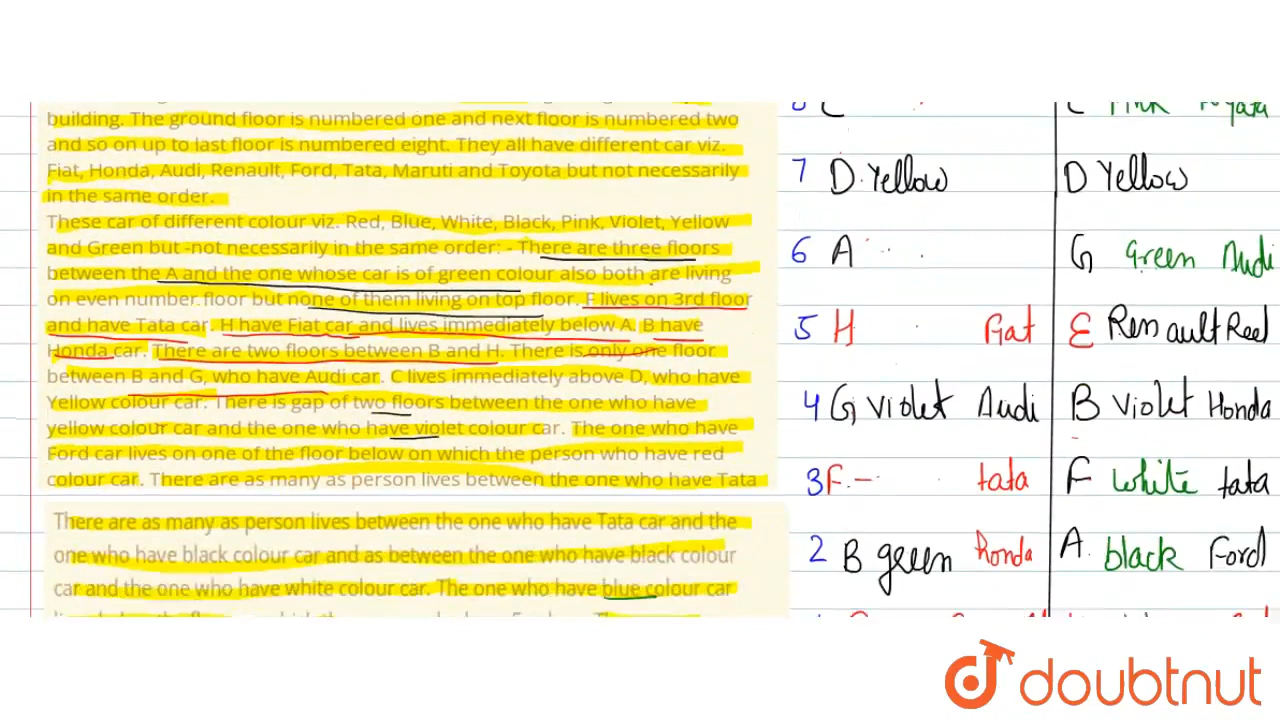 building. The ground floor is numbered one and next floor is numbered two
and so on up to last floor is numbered eight. They all have different car viz.
Fiat, Honda, Audi, Renault, Ford, Tata, Maruti and Toyota but not necessarily
in the same order.
These car of different colour viz. Red, Blue, White, Black, Pink, Violet, Yellow
and Green but -not necessarily in the same order: - There are three floors
between the A and the one whose car is of green colour also both are living
on even number floor but none of them living on top floor. F lives on 3rd floor
and have Tata car. H have Fiat car and lives immediately below A. B have
Honda car. There are two floors between B and H. There is only one floor
between B and G, who have Audi car. C lives immediately above D, who have
Yellow colour car. There is gap of two floors between the one who have
yellow colour car and the one who have violet colour car. The one who have
Ford car lives on one of the floor below on which the person who have red
colour car. There are as many as person lives between the one who have Tata
There are as many as person lives between the one who have Tata car and the
one who have black colour car and as between the one who have black colour
car and the one who have white colour car. The one who have blue colour car
7 D. Yellow D Yellow
6 A G Green Audi
5 H Fiat E Renault Red
4 G Violet Audi B Violet Honda
3 F - tata F white tata
2 B green honda A. black Ford
doubtnut